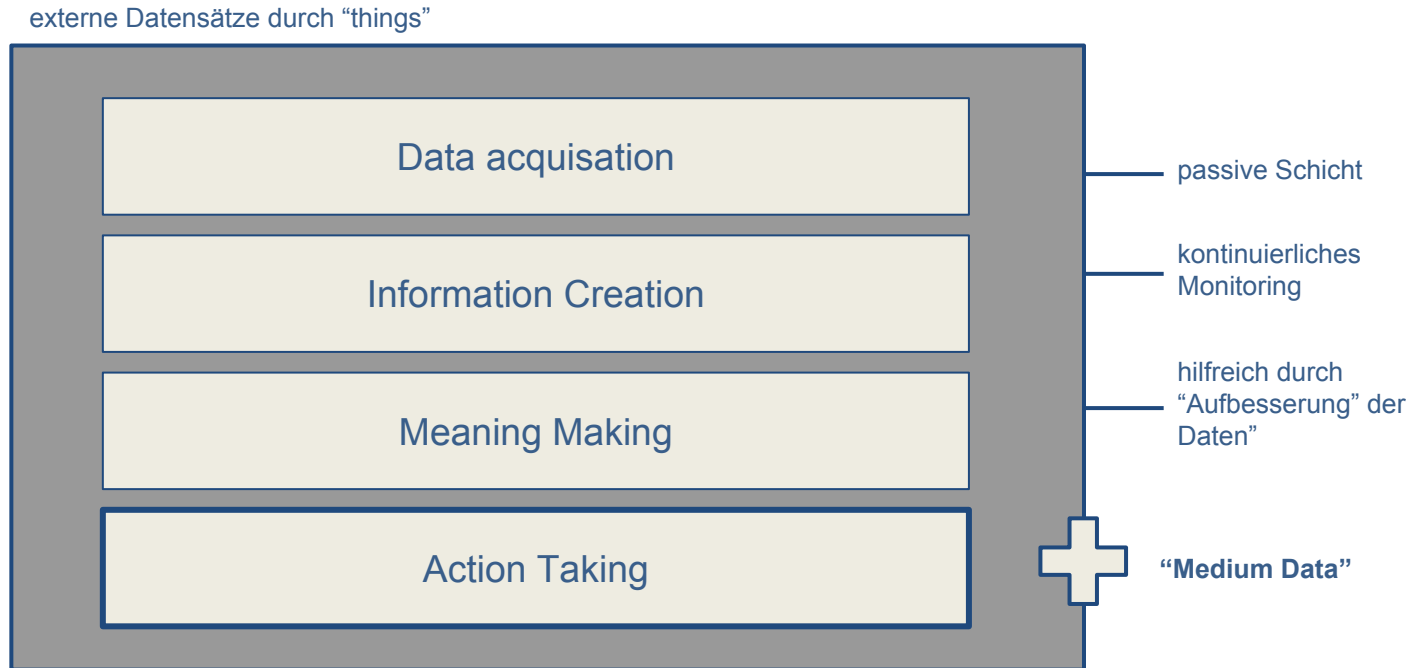 externe Datensätze durch “things”
Data acquisation
passive Schicht
Information Creation
kontinuierliches
Monitoring
Meaning Making
hilfreich durch
“Aufbesserung” der
Daten”
Action Taking
“Medium Data”